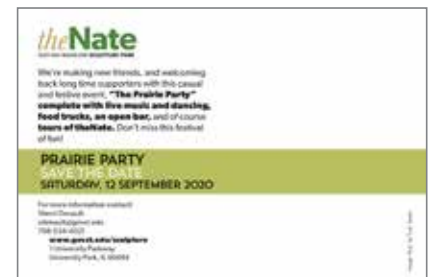 theNate
We're making new friends, and welcoming
back long time supporters with this casual
and festive event, "The Prairie Party"
complete with live music and dancing,
food trucks, an open bar, and of course
tours of theNate. Don't miss this festival
of fun!
PRAIRIE PARTY
SAVE THE DATE
SATURDAY, 12 SEPTEMBER 2020
For more information contact:
www.govst.edu/sculpture
1 University Parkway
University Park, IL 60484